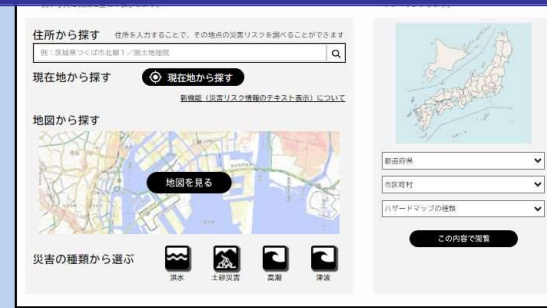 住所から探す 住所を入力することで、その地点の災害リスクを調べることができます
例：茨城県つくば市北郷１／国土地理院
現在地から探す 現在地から探す
新機能（災害リスク情報のテキスト表示）について
地図から探す
地図を見る
災害の種類から選ぶ
洪水 土砂災害 高潮 津波
都道府県
市区町村
ハザードマップの種類
この内容で閲覧